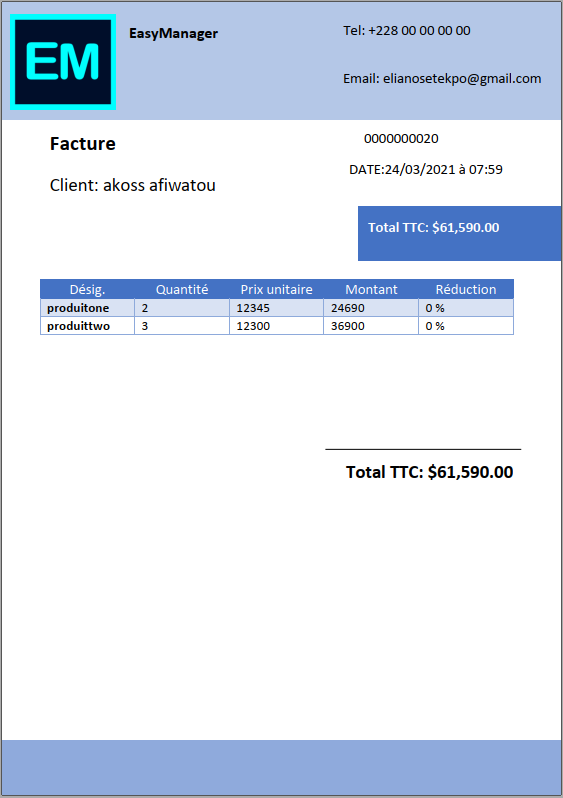 EM
EasyManager
Tel: +228 00 00 00 00
Email: elianosetekpo@gmail.com
Facture
0000000020
DATE:24/03/2021 à 07:59
Client: akoss afiwatou
Total TTC: $61,590.00
Désig. Quantité Prix unitaire Montant Réduction
produitone 2 12345 24690 0 %
produittwo 3 12300 36900 0 %
Total TTC: $61,590.00